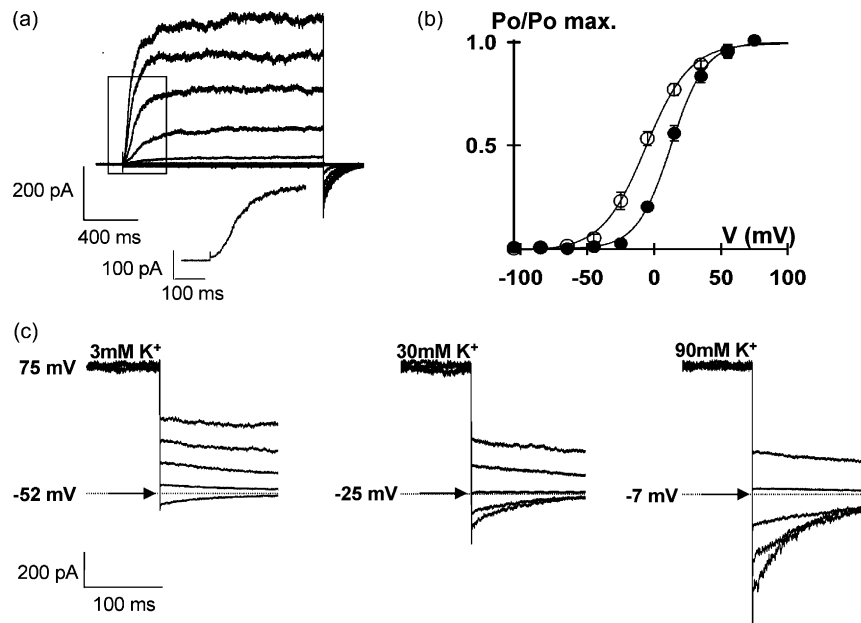 (a)
200 pA
400 ms
100 pA
100 ms
(b)
Po/Po max.
1.0
0.5
V (mV)
-100 -50 0 50 100
(c)
3mM K⁺
75 mV
-52 mV
200 pA
100 ms
30mM K⁺
-25 mV
90mM K⁺
-7 mV